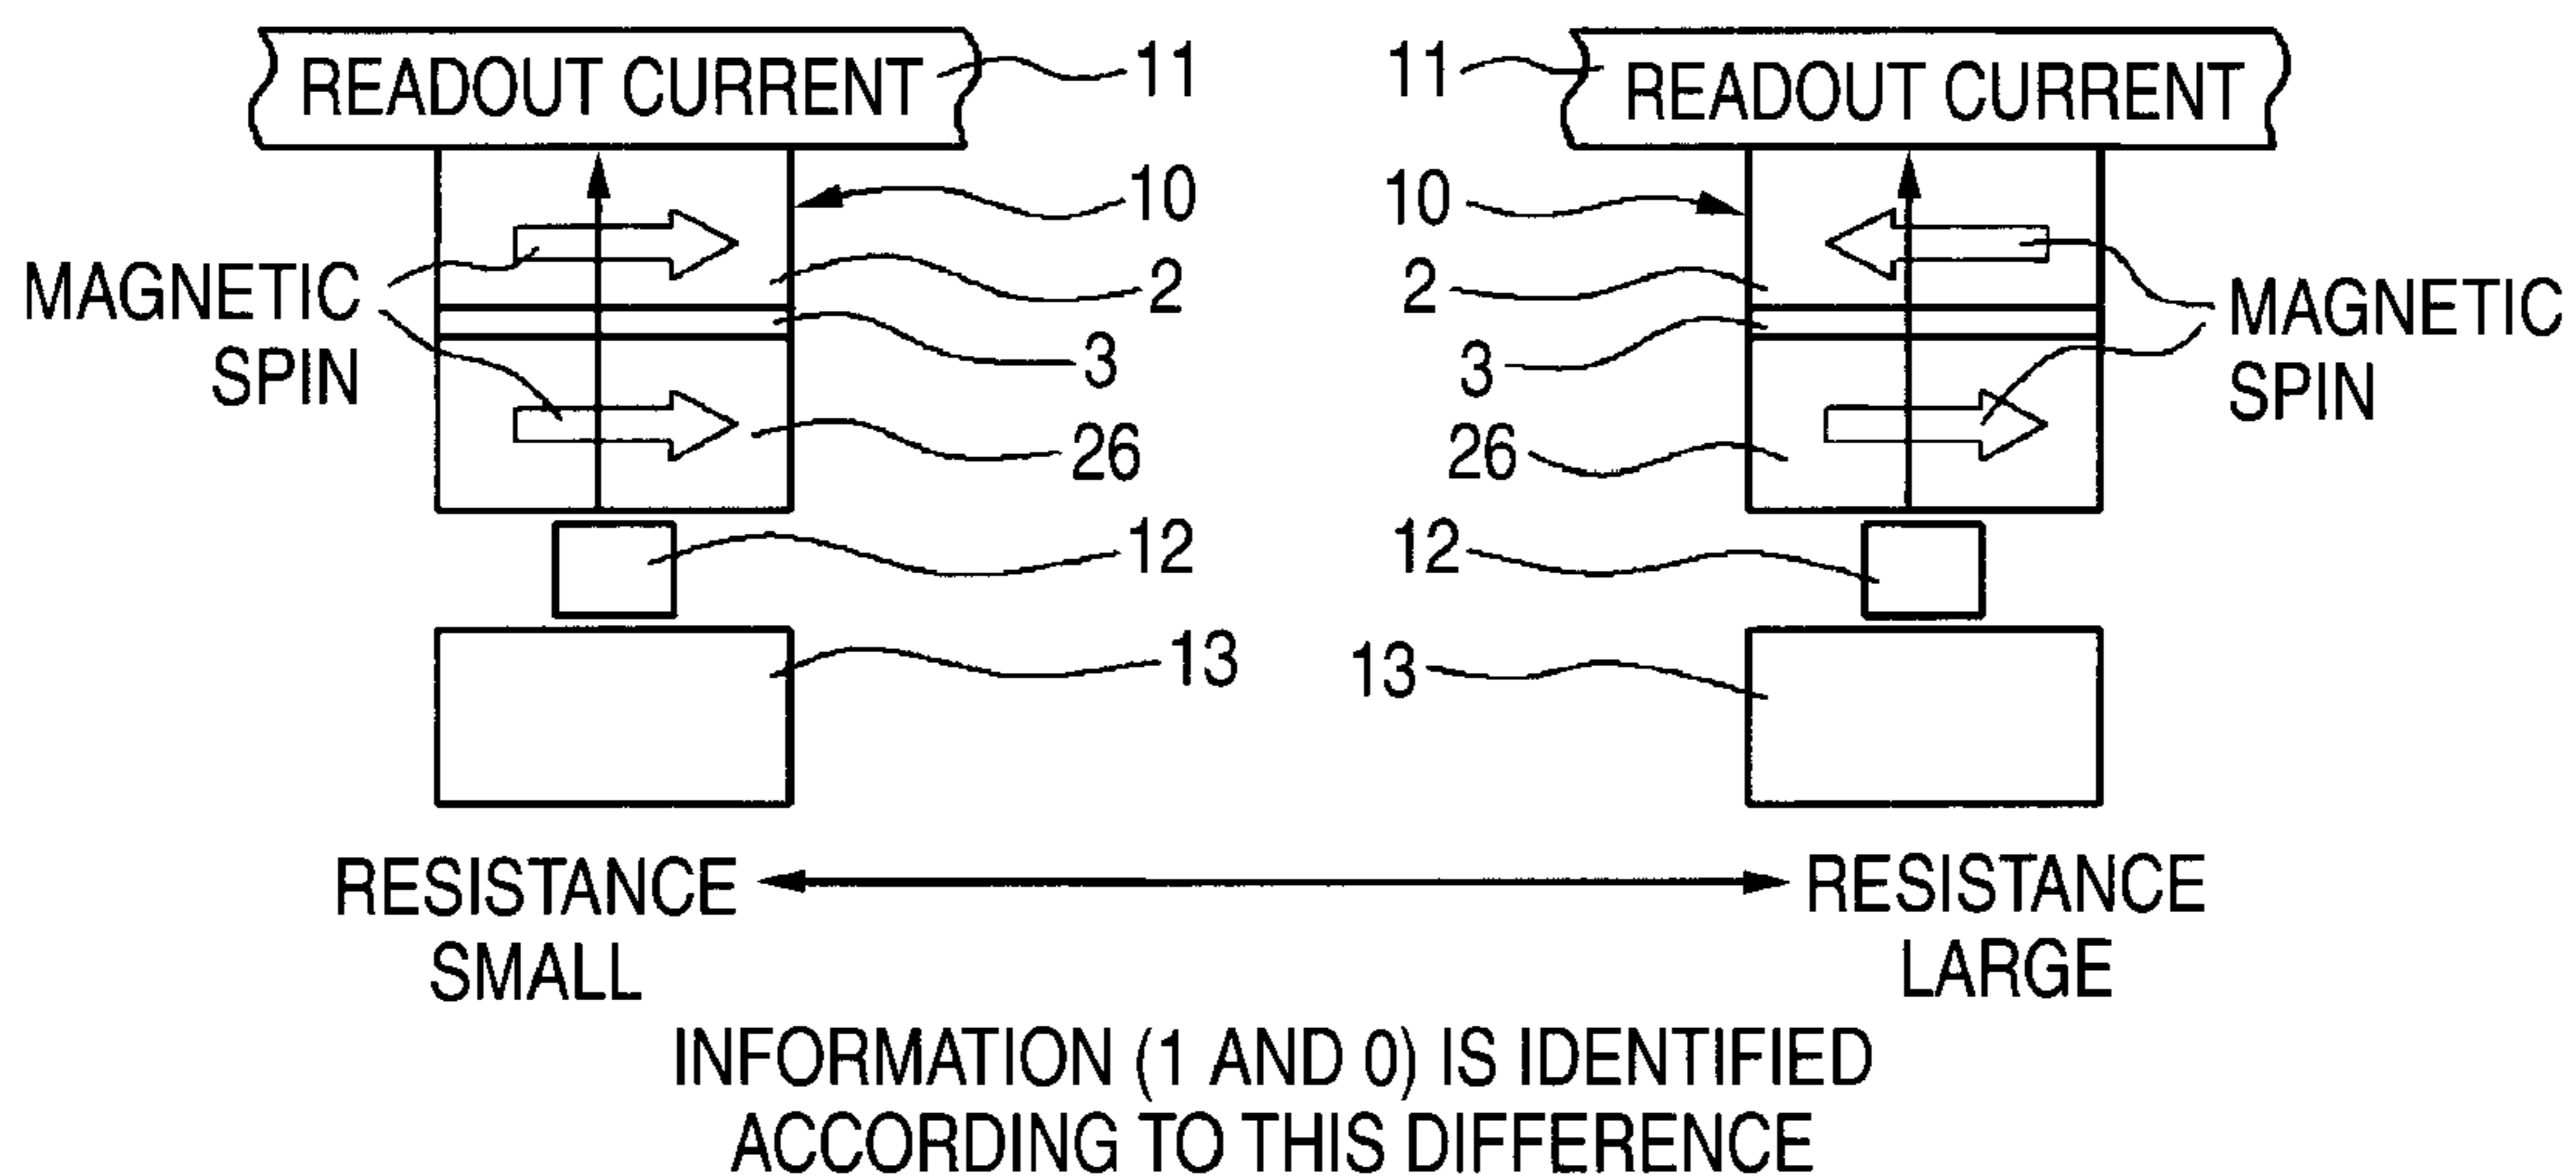 READOUT CURRENT
11
10
MAGNETIC
SPIN
2
3
26
12
13
RESISTANCE
SMALL
READOUT CURRENT
11
10
2
3
26
12
13
MAGNETIC
SPIN
RESISTANCE
LARGE
INFORMATION (1 AND 0) IS IDENTIFIED
ACCORDING TO THIS DIFFERENCE